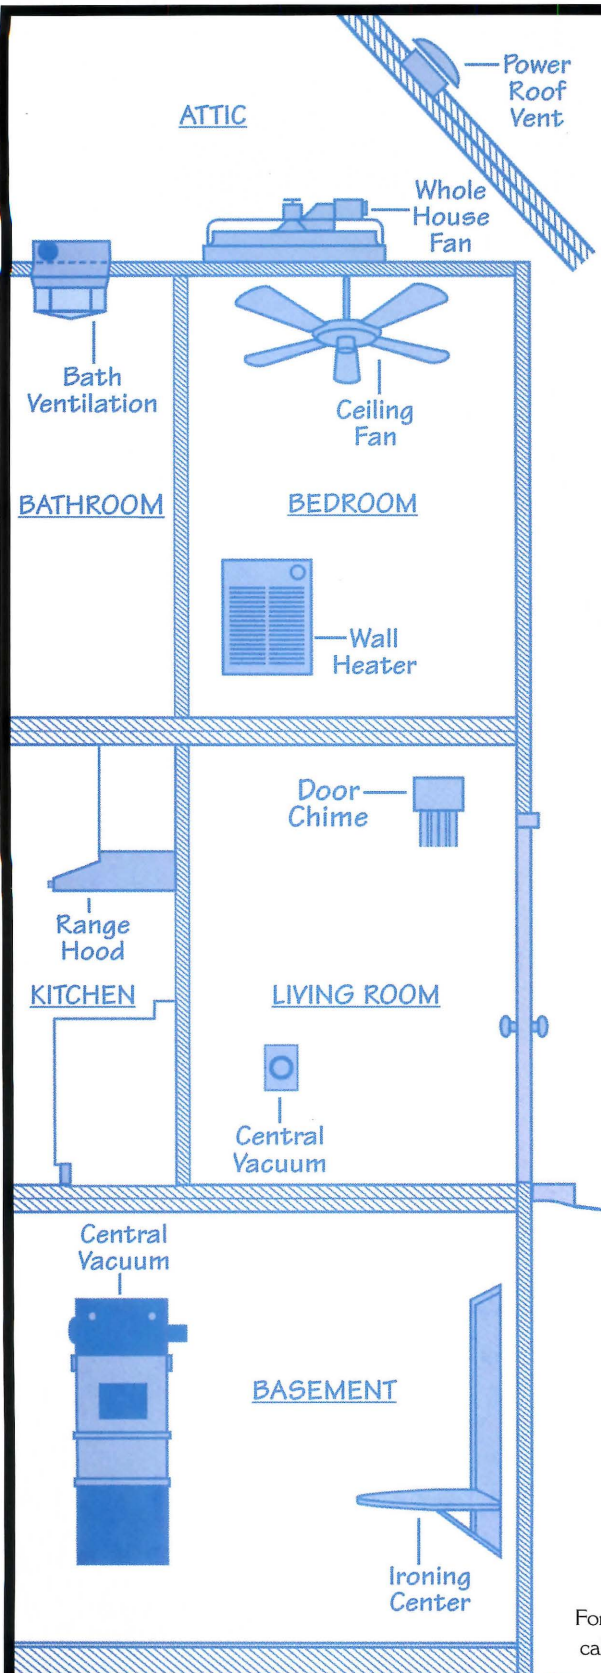 Power
Roof
Vent
ATTIC
Whole
House
Fan
Bath
Ventilation
Ceiling
Fan
BATHROOM
BEDROOM
Wall
Heater
Door
Chime
Range
Hood
KITCHEN
LIVING ROOM
Central
Vacuum
Central
Vacuum
BASEMENT
Ironing
Center